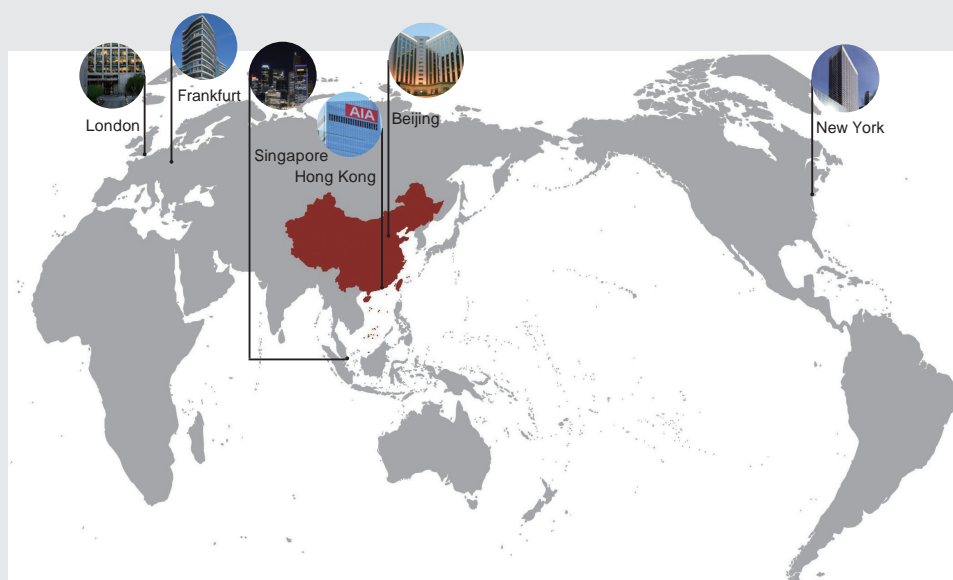 London
Frankfurt
Singapore
AIA
Hong Kong
Beijing
New York